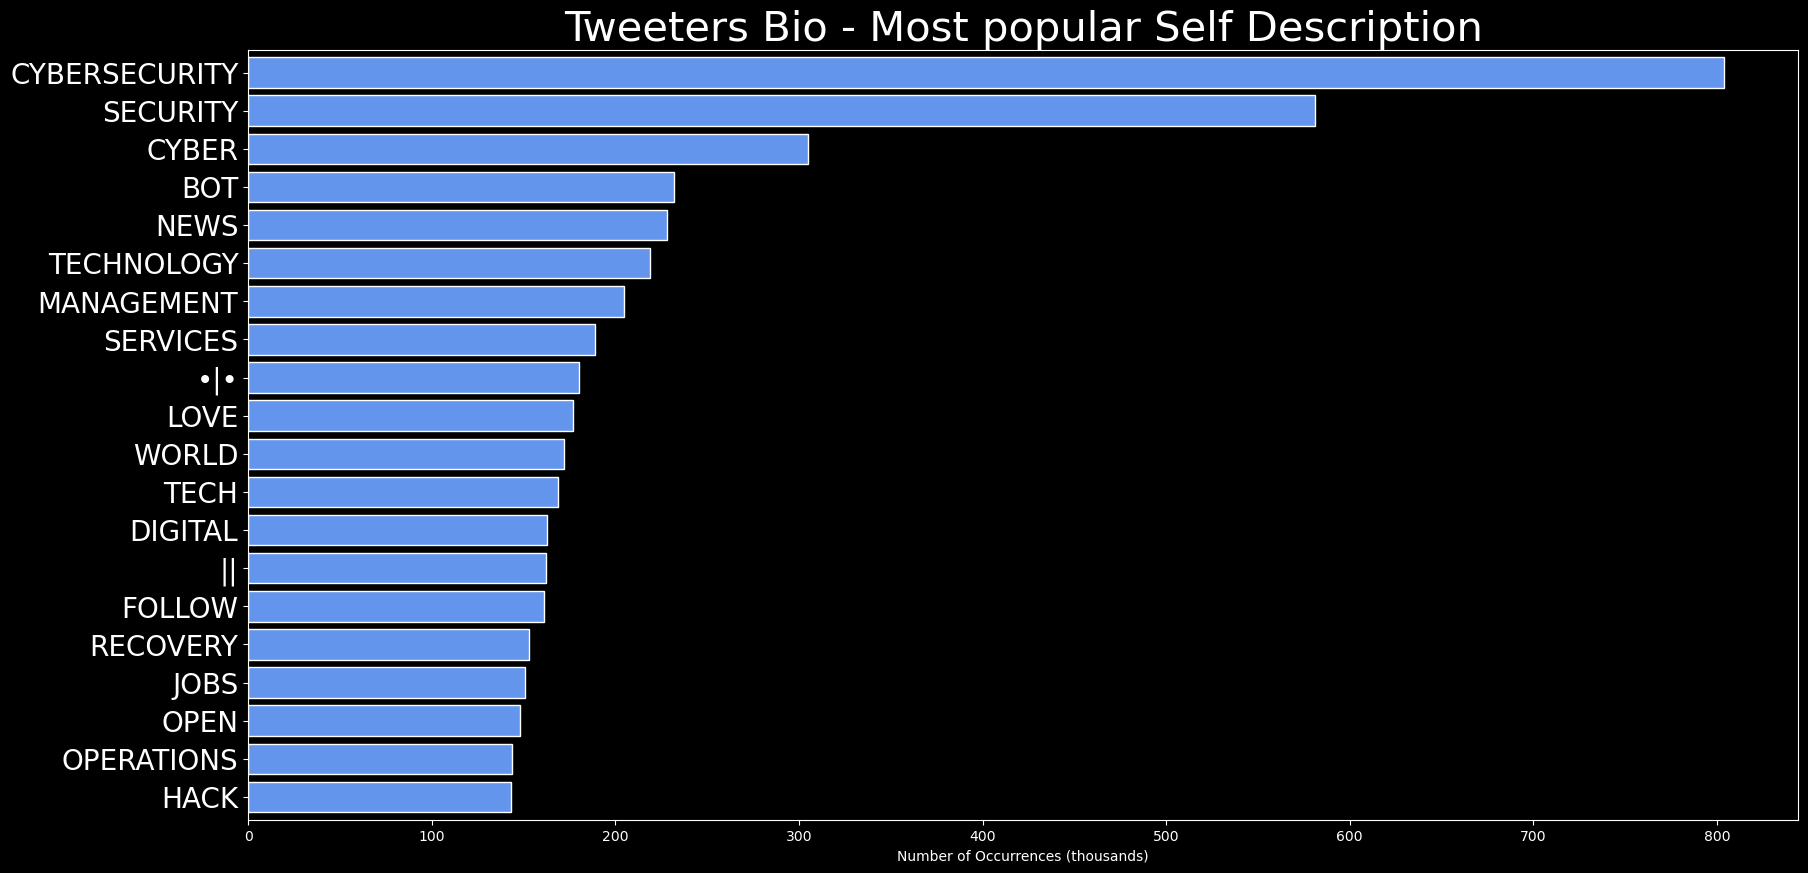 Tweeters Bio - Most popular Self Description
CYBERSECURITY
SECURITY
CYBER
BOT
NEWS
TECHNOLOGY
MANAGEMENT
SERVICES
•|•
LOVE
WORLD
TECH
DIGITAL
||
FOLLOW
RECOVERY
JOBS
OPEN
OPERATIONS
HACK
0 100 200 300 400 500 600 700 800
Number of Occurrences (thousands)